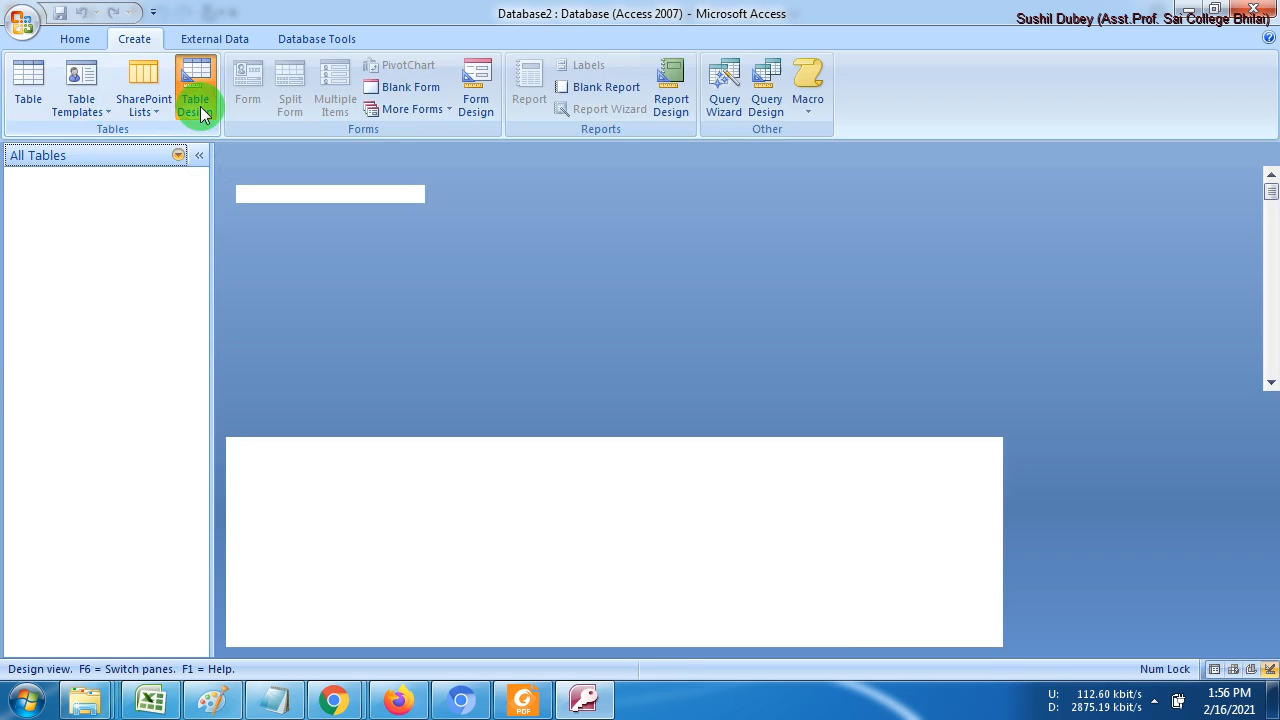 Database2 : Database (Access 2007) - Microsoft Access
Sushil Dubey (Asst.Prof. Sai College Bhilai)
Home
Create
External Data
Database Tools
Table
Table Templates
SharePoint Lists
Table Design
Tables
Form
Split Form
Multiple Items
PivotChart
Blank Form
More Forms
Form Design
Forms
Report
Labels
Blank Report
Report Wizard
Report Design
Reports
Query Wizard
Query Design
Macro
Other
All Tables
Design view.  F6 = Switch panes.  F1 = Help.
Num Lock
PDF
U: 112.60 kbit/s
D: 2875.19 kbit/s
1:56 PM
2/16/2021